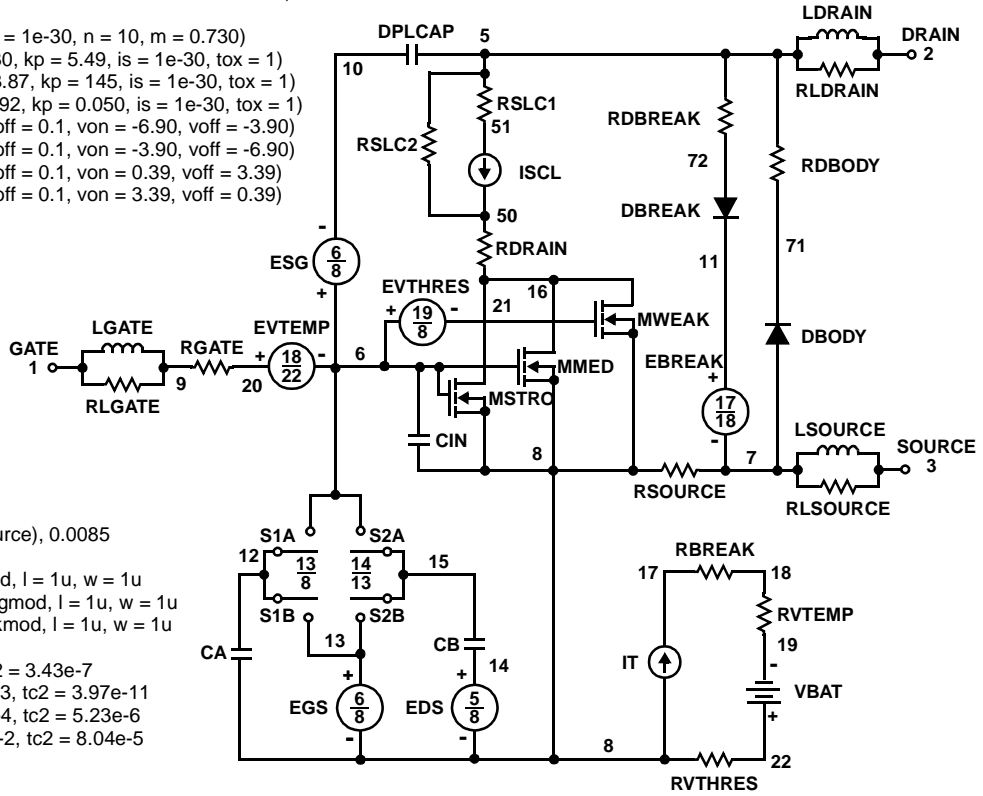 = 1e-30, n = 10, m = 0.730)
30, kp = 5.49, is = 1e-30, tox = 1)
3.87, kp = 145, is = 1e-30, tox = 1)
92, kp = 0.050, is = 1e-30, tox = 1)
voff = 0.1, von = -6.90, voff = -3.90)
off = 0.1, von = -3.90, voff = -6.90)
off = 0.1, von = 0.39, voff = 3.39)
off = 0.1, von = 3.39, voff = 0.39)
LDRAIN
DPLCAP
5
DRAIN
2
10
RLDRAIN
RSLC1
51
RDBREAK
RSLC2
72
RDBODY
ISCL
DBREAK
50
71
RDRAIN
-
6
8
ESG
+
11
EVTHRES
+
19
8
-
16
21
MWEAK
LGATE
EVTEMP
GATE
1
RGATE
+
18
22
-
6
EBREAK
DBODY
MMED
9
20
RLGATE
MSTRO
+
17
18
-
CIN
LSOURCE
8
7
SOURCE
3
RSOURCE
RLSOURCE
urce), 0.0085
S1A
S2A
12
13
8
14
13
15
RBREAK
17
18
d, l = 1u, w = 1u
gmod, l = 1u, w = 1u
kmod, l = 1u, w = 1u
S1B
S2B
RVTEMP
13
CB
19
CA
IT
14
-
2 = 3.43e-7
3, tc2 = 3.97e-11
-4, tc2 = 5.23e-6
-2, tc2 = 8.04e-5
+
+
VBAT
EGS
6
8
EDS
5
8
+
-
-
8
22
RVTHRES